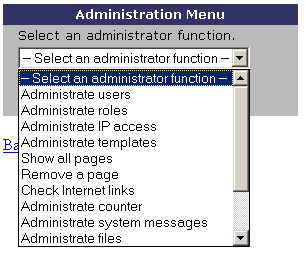 Administration Menu
Select an administrator function.
-- Select an administrator function --
-- Select an administrator function --
Administrate users
Administrate roles
Administrate IP access
Administrate templates
Show all pages
Remove a page
Check Internet links
Administrate counter
Administrate system messages
Administrate files